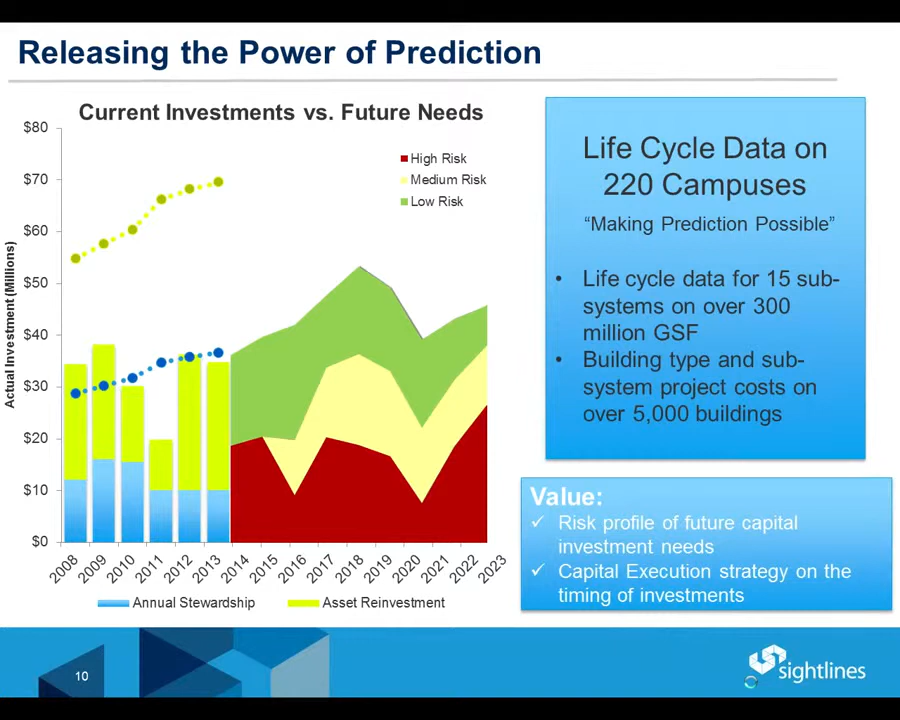 Releasing the Power of Prediction
Current Investments vs. Future Needs
Actual Investment (Millions)
$80
$70
$60
$50
$40
$30
$20
$10
$0
High Risk
Medium Risk
Low Risk
2008 2009 2010 2011 2012 2013 2014 2015 2016 2017 2018 2019 2020 2021 2022 2023
Annual Stewardship Asset Reinvestment
Life Cycle Data on
220 Campuses
“Making Prediction Possible”
• Life cycle data for 15 sub-
systems on over 300
million GSF
• Building type and sub-
system project costs on
over 5,000 buildings
Value:
✓ Risk profile of future capital
investment needs
✓ Capital Execution strategy on the
timing of investments
10
sightlines